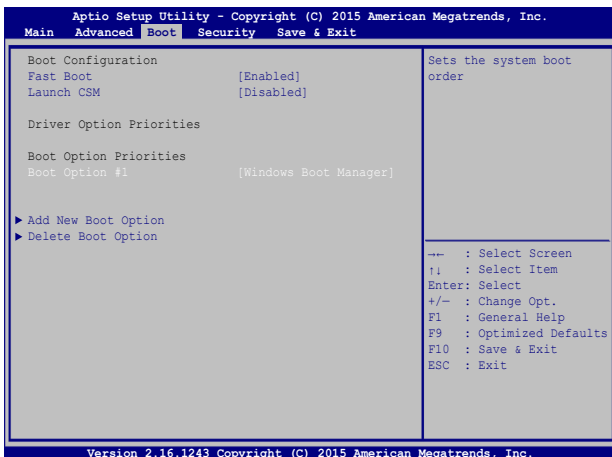 Aptio Setup Utility - Copyright (C) 2015 American Megatrends, Inc.
Main Advanced Boot Security Save & Exit
Boot Configuration
Fast Boot [Enabled]
Launch CSM [Disabled]
Driver Option Priorities
Boot Option Priorities
Boot Option #1 [Windows Boot Manager]
▶ Add New Boot Option
▶ Delete Boot Option
Sets the system boot
order
→← : Select Screen
↑↓ : Select Item
Enter: Select
+/— : Change Opt.
F1 : General Help
F9 : Optimized Defaults
F10 : Save & Exit
ESC : Exit
Version 2.16.1243 Copyright (C) 2015 American Megatrends, Inc.